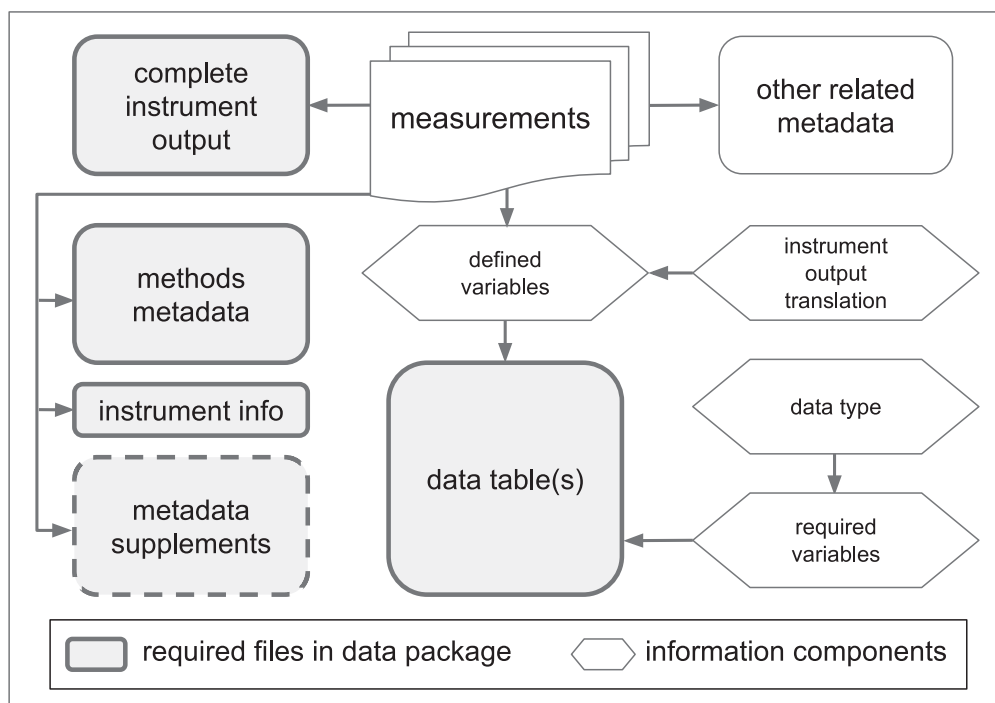 complete
instrument
output
measurements
other related
metadata
methods
metadata
defined
variables
instrument
output
translation
instrument info
data type
data table(s)
metadata
supplements
required
variables
required files in data package
information components